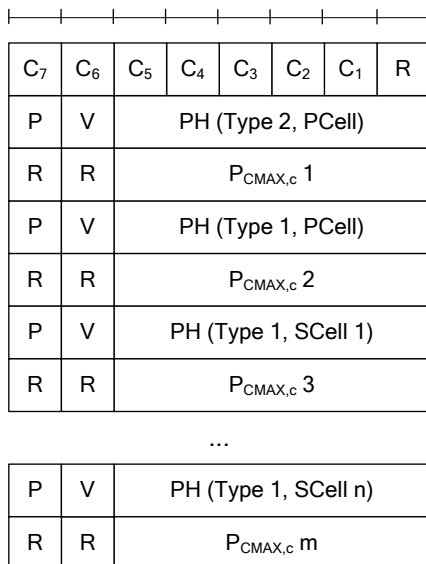 C7 C6 C5 C4 C3 C2 C1 R
P V PH (Type 2, PCell)
R R PCMAX,c 1
P V PH (Type 1, PCell)
R R PCMAX,c 2
P V PH (Type 1, SCell 1)
R R PCMAX,c 3
...
P V PH (Type 1, SCell n)
R R PCMAX,c m